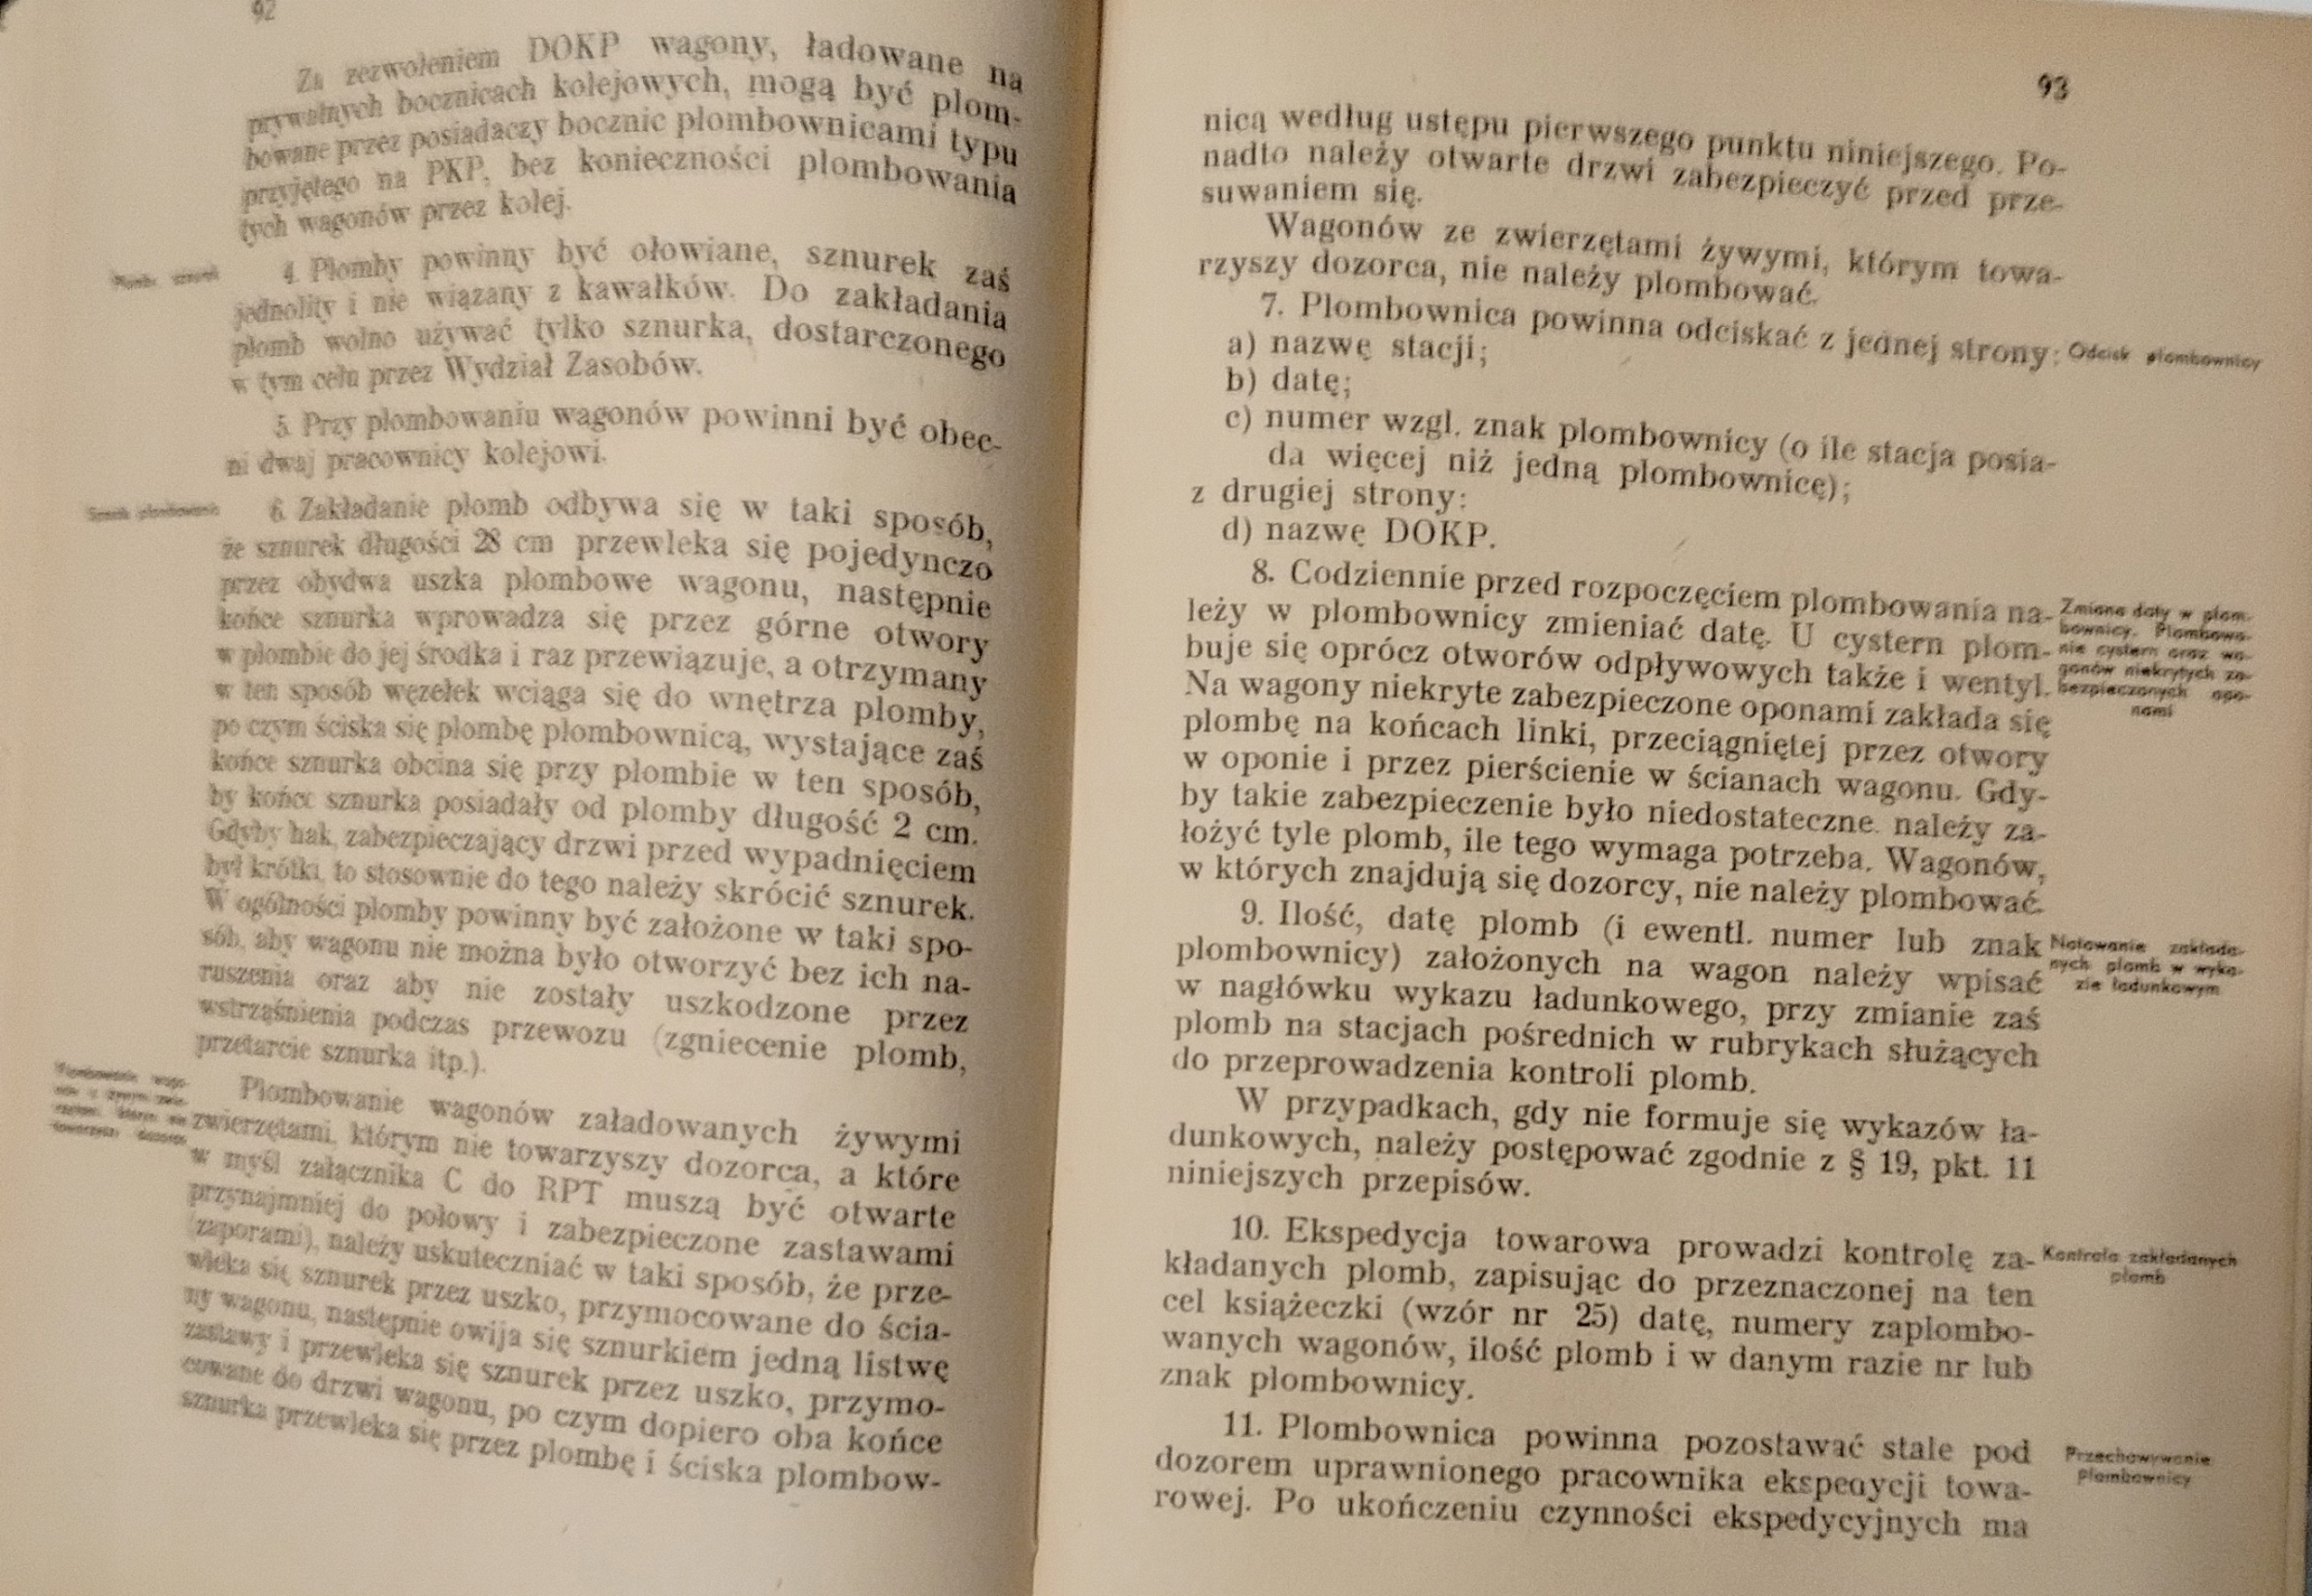 92
Za zezwoleniem DOKP wagony, ładowane na
prywatnych bocznicach kolejowych, mogą być plom-
bowane przez posiadaczy bocznic plombownicami typu
przyjętego na PKP, bez konieczności plombowania
tych wagonów przez kolej.
4. Plomby powinny być ołowiane, sznurek zaś
jednolity i nie wiązany z kawałków. Do zakładania
plomb wolno używać tylko sznurka, dostarczonego
w tym celu przez Wydział Zasobów.
5. Przy plombowaniu wagonów powinni być obec-
ni dwaj pracownicy kolejowi.
6. Zakładanie plomb odbywa się w taki sposób,
że sznurek długości 28 cm przewleka się pojedynczo
przez obydwa uszka plombowe wagonu, następnie
końce sznurka wprowadza się przez górne otwory
w plombie do jej środka i raz przewiązuje, a otrzymany
w ten sposób węzełek wciąga się do wnętrza plomby,
po czym ściska się plombę plombownicą, wystające zaś
końce sznurka obcina się przy plombie w ten sposób,
by końce sznurka posiadały od plomby długość 2 cm.
Gdyby hak, zabezpieczający drzwi przed wypadnięciem
był krótki, to stosownie do tego należy skrócić sznurek.
W ogólności plomby powinny być założone w taki spo-
sób, aby wagonu nie można było otworzyć bez ich na-
ruszenia oraz aby nie zostały uszkodzone przez
wstrząśnienia podczas przewozu (zgniecenie plomb,
przetarcie sznurka itp.).
Plombowanie wagonów załadowanych żywymi
zwierzętami, którym nie towarzyszy dozorca, a które
w myśl załącznika C do RPT muszą być otwarte
przynajmniej do połowy i zabezpieczone zastawami
(zaporami), należy uskuteczniać w taki sposób, że prze-
wleka się sznurek przez uszko, przymocowane do ścia-
ny wagonu, następnie owija się sznurkiem jedną listwę
zastawy i przewleka się sznurek przez uszko, przymo-
cowane do drzwi wagonu, po czym dopiero oba końce
sznurka przewleka się przez plombę i ściska plombow-
93
nicą według ustępu pierwszego punktu niniejszego. Po-
nadto należy otwarte drzwi zabezpieczyć przed prze-
suwaniem się.
Wagonów ze zwierzętami żywymi, którym towa-
rzyszy dozorca, nie należy plombować.
7. Plombownica powinna odciskać z jednej strony:
Odcisk plombownicy
a) nazwę stacji;
b) datę;
c) numer wzgl. znak plombownicy (o ile stacja posia-
da więcej niż jedną plombownicę);
z drugiej strony:
d) nazwę DOKP.
8. Codziennie przed rozpoczęciem plombowania na-
leży w plombownicy zmieniać datę. U cystern plom-
buje się oprócz otworów odpływowych także i wentyl.
Na wagony niekryte zabezpieczone oponami zakłada się
plombę na końcach linki, przeciągniętej przez otwory
w oponie i przez pierścienie w ścianach wagonu. Gdy-
by takie zabezpieczenie było niedostateczne. należy za-
łożyć tyle plomb, ile tego wymaga potrzeba. Wagonów,
w których znajdują się dozorcy, nie należy plombować.
Zmiana daty w plom-
bownicy. Plombowa-
nie cystern oraz wa-
gonów niekrytych za-
bezpieczonych opo-
nami
9. Ilość, datę plomb (i ewentl. numer lub znak
plombownicy) założonych na wagon należy wpisać
w nagłówku wykazu ładunkowego, przy zmianie zaś
plomb na stacjach pośrednich w rubrykach służących
do przeprowadzenia kontroli plomb.
Notowanie zakłada-
nych plomb w wyka-
zie ładunkowym
W przypadkach, gdy nie formuje się wykazów ła-
dunkowych, należy postępować zgodnie z § 19, pkt. 11
niniejszych przepisów.
10. Ekspedycja towarowa prowadzi kontrolę za-
kładanych plomb, zapisując do przeznaczonej na ten
cel książeczki (wzór nr 25) datę, numery zaplombo-
wanych wagonów, ilość plomb i w danym razie nr lub
znak plombownicy.
Kontrola zakładanych
plomb
11. Plombownica powinna pozostawać stale pod
dozorem uprawnionego pracownika ekspedycji towa-
rowej. Po ukończeniu czynności ekspedycyjnych ma
Przechowywanie
Plombownicy